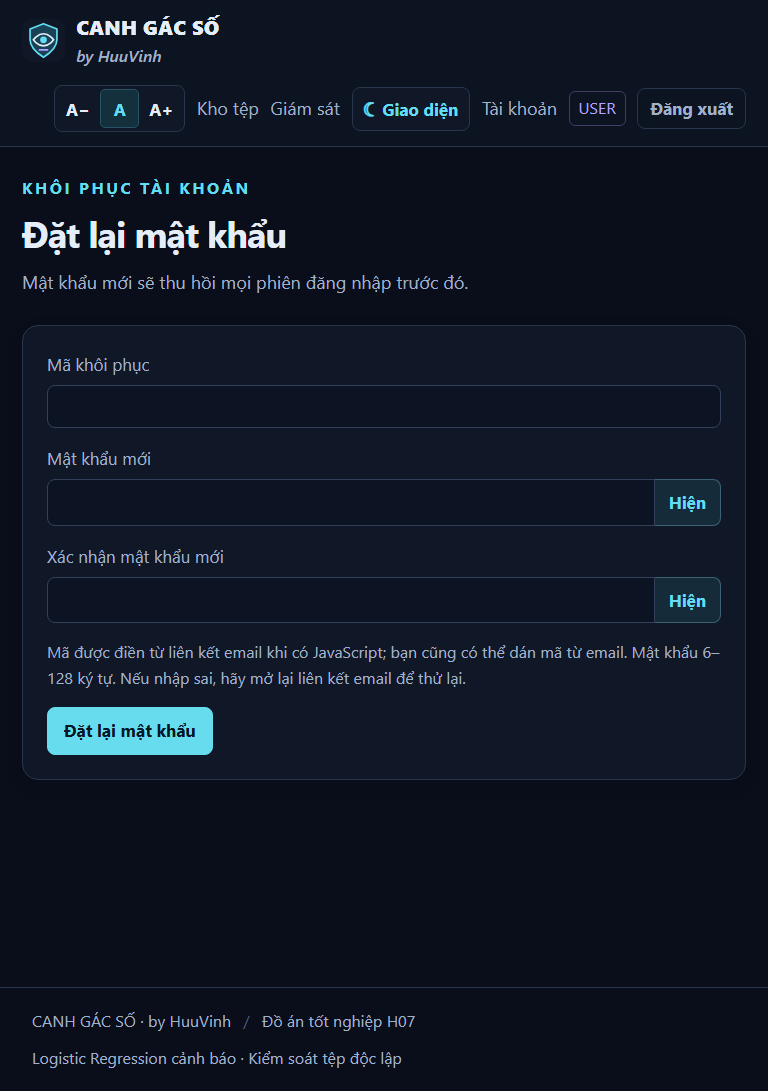 CANH GÁC SỐ
by HuuVinh
A− A A+ Kho tệp Giám sát Giao diện Tài khoản USER Đăng xuất
KHÔI PHỤC TÀI KHOẢN
Đặt lại mật khẩu
Mật khẩu mới sẽ thu hồi mọi phiên đăng nhập trước đó.
Mã khôi phục
Mật khẩu mới
Hiện
Xác nhận mật khẩu mới
Hiện
Mã được điền từ liên kết email khi có JavaScript; bạn cũng có thể dán mã từ email. Mật khẩu 6–
128 ký tự. Nếu nhập sai, hãy mở lại liên kết email để thử lại.
Đặt lại mật khẩu
CANH GÁC SỐ · by HuuVinh / Đồ án tốt nghiệp H07
Logistic Regression cảnh báo · Kiểm soát tệp độc lập